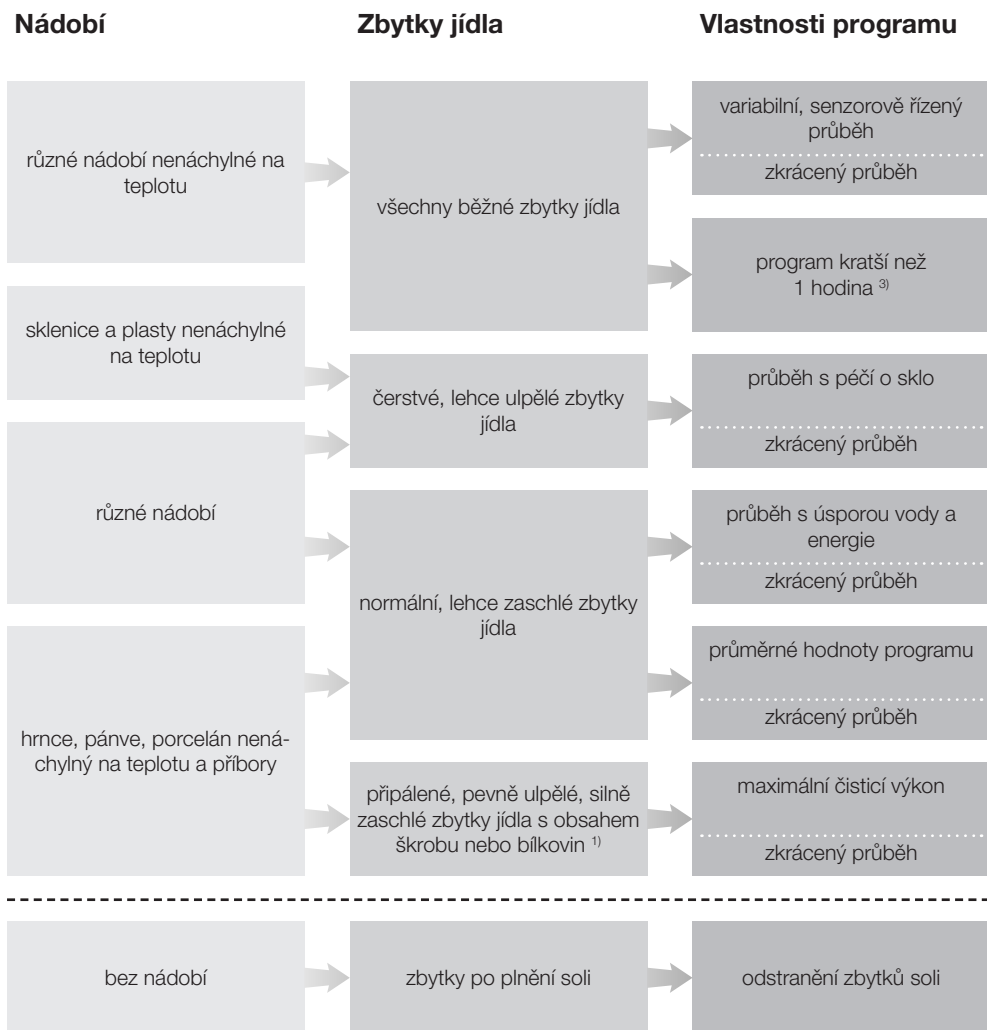 Nádobí
Zbytky jídla
Vlastnosti programu
různé nádobí nenáchylné na
teplotu
všechny běžné zbytky jídla
variabilní, senzorově řízený
průběh
zkrácený průběh
program kratší než
1 hodina 3)
sklenice a plasty nenáchylné
na teplotu
čerstvé, lehce ulpělé zbytky
jídla
průběh s péčí o sklo
zkrácený průběh
různé nádobí
normální, lehce zaschlé zbytky
jídla
průběh s úsporou vody a
energie
zkrácený průběh
průměrné hodnoty programu
zkrácený průběh
hrnce, pánve, porcelán nená-
chylný na teplotu a příbory
připálené, pevně ulpělé, silně
zaschlé zbytky jídla s obsahem
škrobu nebo bílkovin 1)
maximální čisticí výkon
zkrácený průběh
bez nádobí
zbytky po plnění soli
odstranění zbytků soli